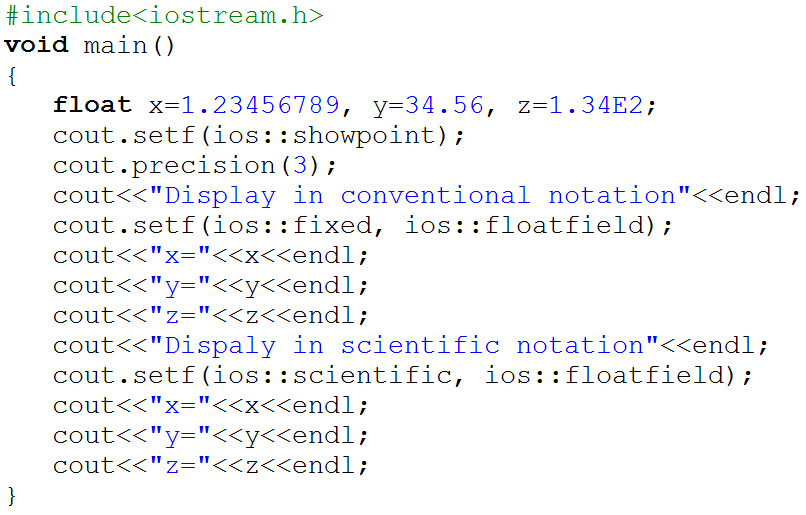 #include<iostream.h>
void main()
{
float x=1.23456789, y=34.56, z=1.34E2;
cout.setf(ios::showpoint);
cout.precision(3);
cout<<"Display in conventional notation"<<endl;
cout.setf(ios::fixed, ios::floatfield);
cout<<"x="<<x<<endl;
cout<<"y="<<y<<endl;
cout<<"z="<<z<<endl;
cout<<"Dispaly in scientific notation"<<endl;
cout.setf(ios::scientific, ios::floatfield);
cout<<"x="<<x<<endl;
cout<<"y="<<y<<endl;
cout<<"z="<<z<<endl;
}